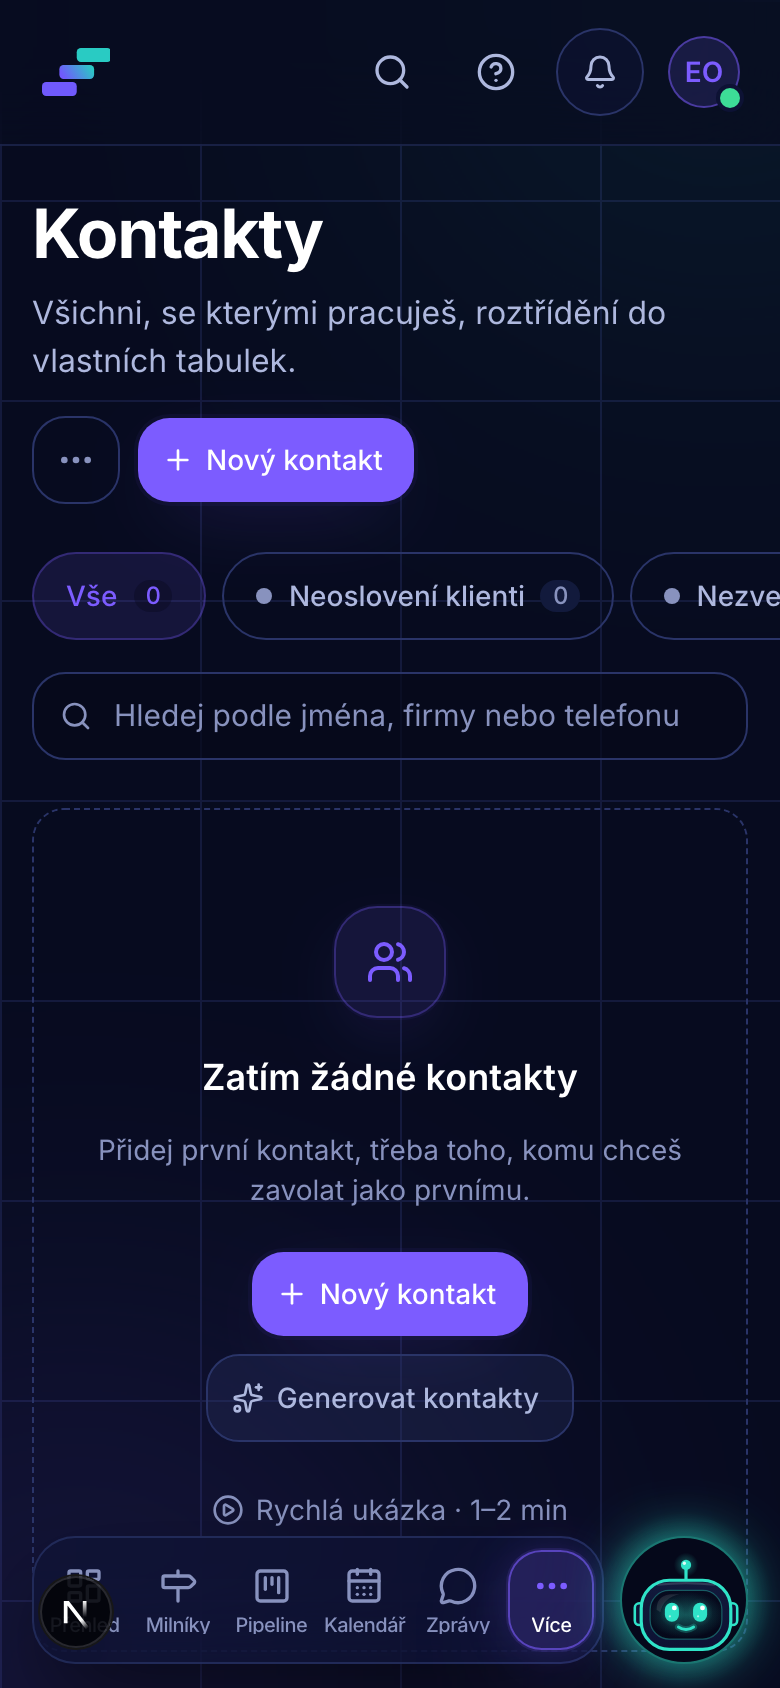 EO
Kontakty
Všichni, se kterými pracuješ, roztřídění do
vlastních tabulek.
Nový kontakt
Vše 0
Neoslovení klienti 0
Nezve
Hledej podle jména, firmy nebo telefonu
Zatím žádné kontakty
Přidej první kontakt, třeba toho, komu chceš
zavolat jako prvnímu.
Nový kontakt
Generovat kontakty
Rychlá ukázka · 1–2 min
N
Milníky
Pipeline
Kalendář
Zprávy
Více